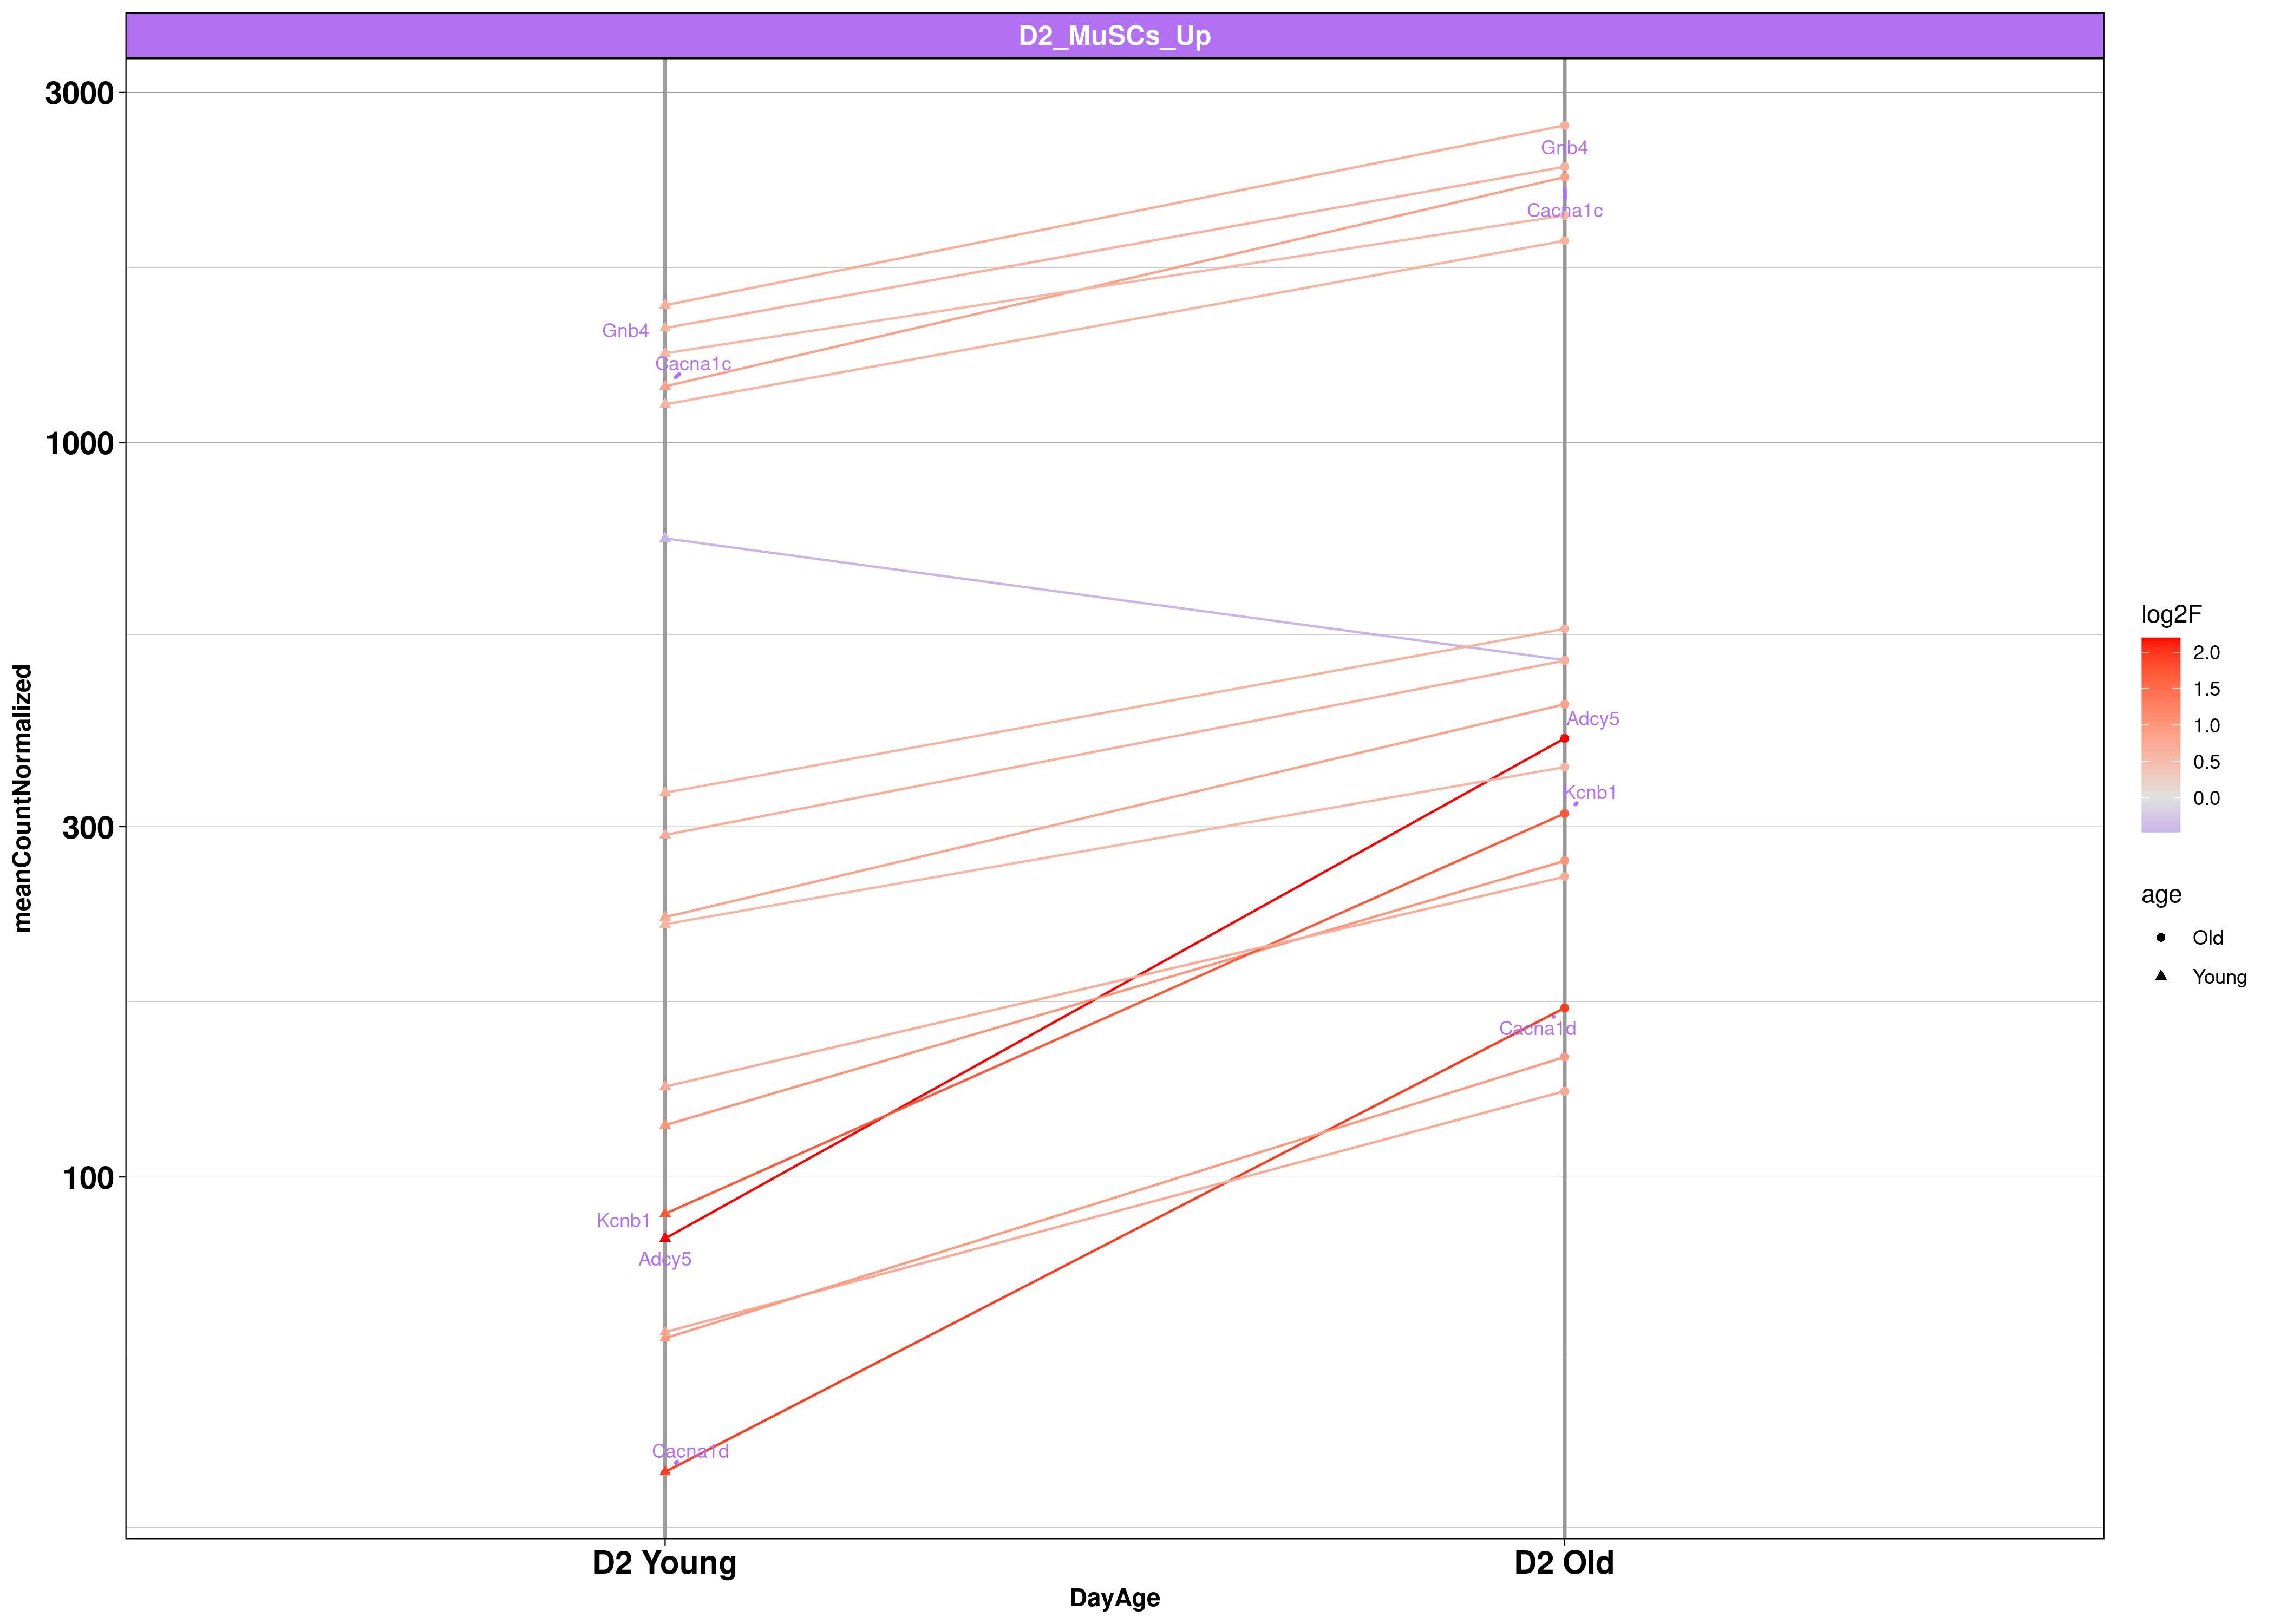 D2_MuSCs_Up
3000
1000
300
100
meanCountNormalized
Gnb4
Cacna1c
Gnb4
Cacna1c
Adcy5
Kcnb1
Cacna1d
Kcnb1
Adcy5
Cacna1d
D2 Young
D2 Old
DayAge
log2F
2.0
1.5
1.0
0.5
0.0
age
Old
Young